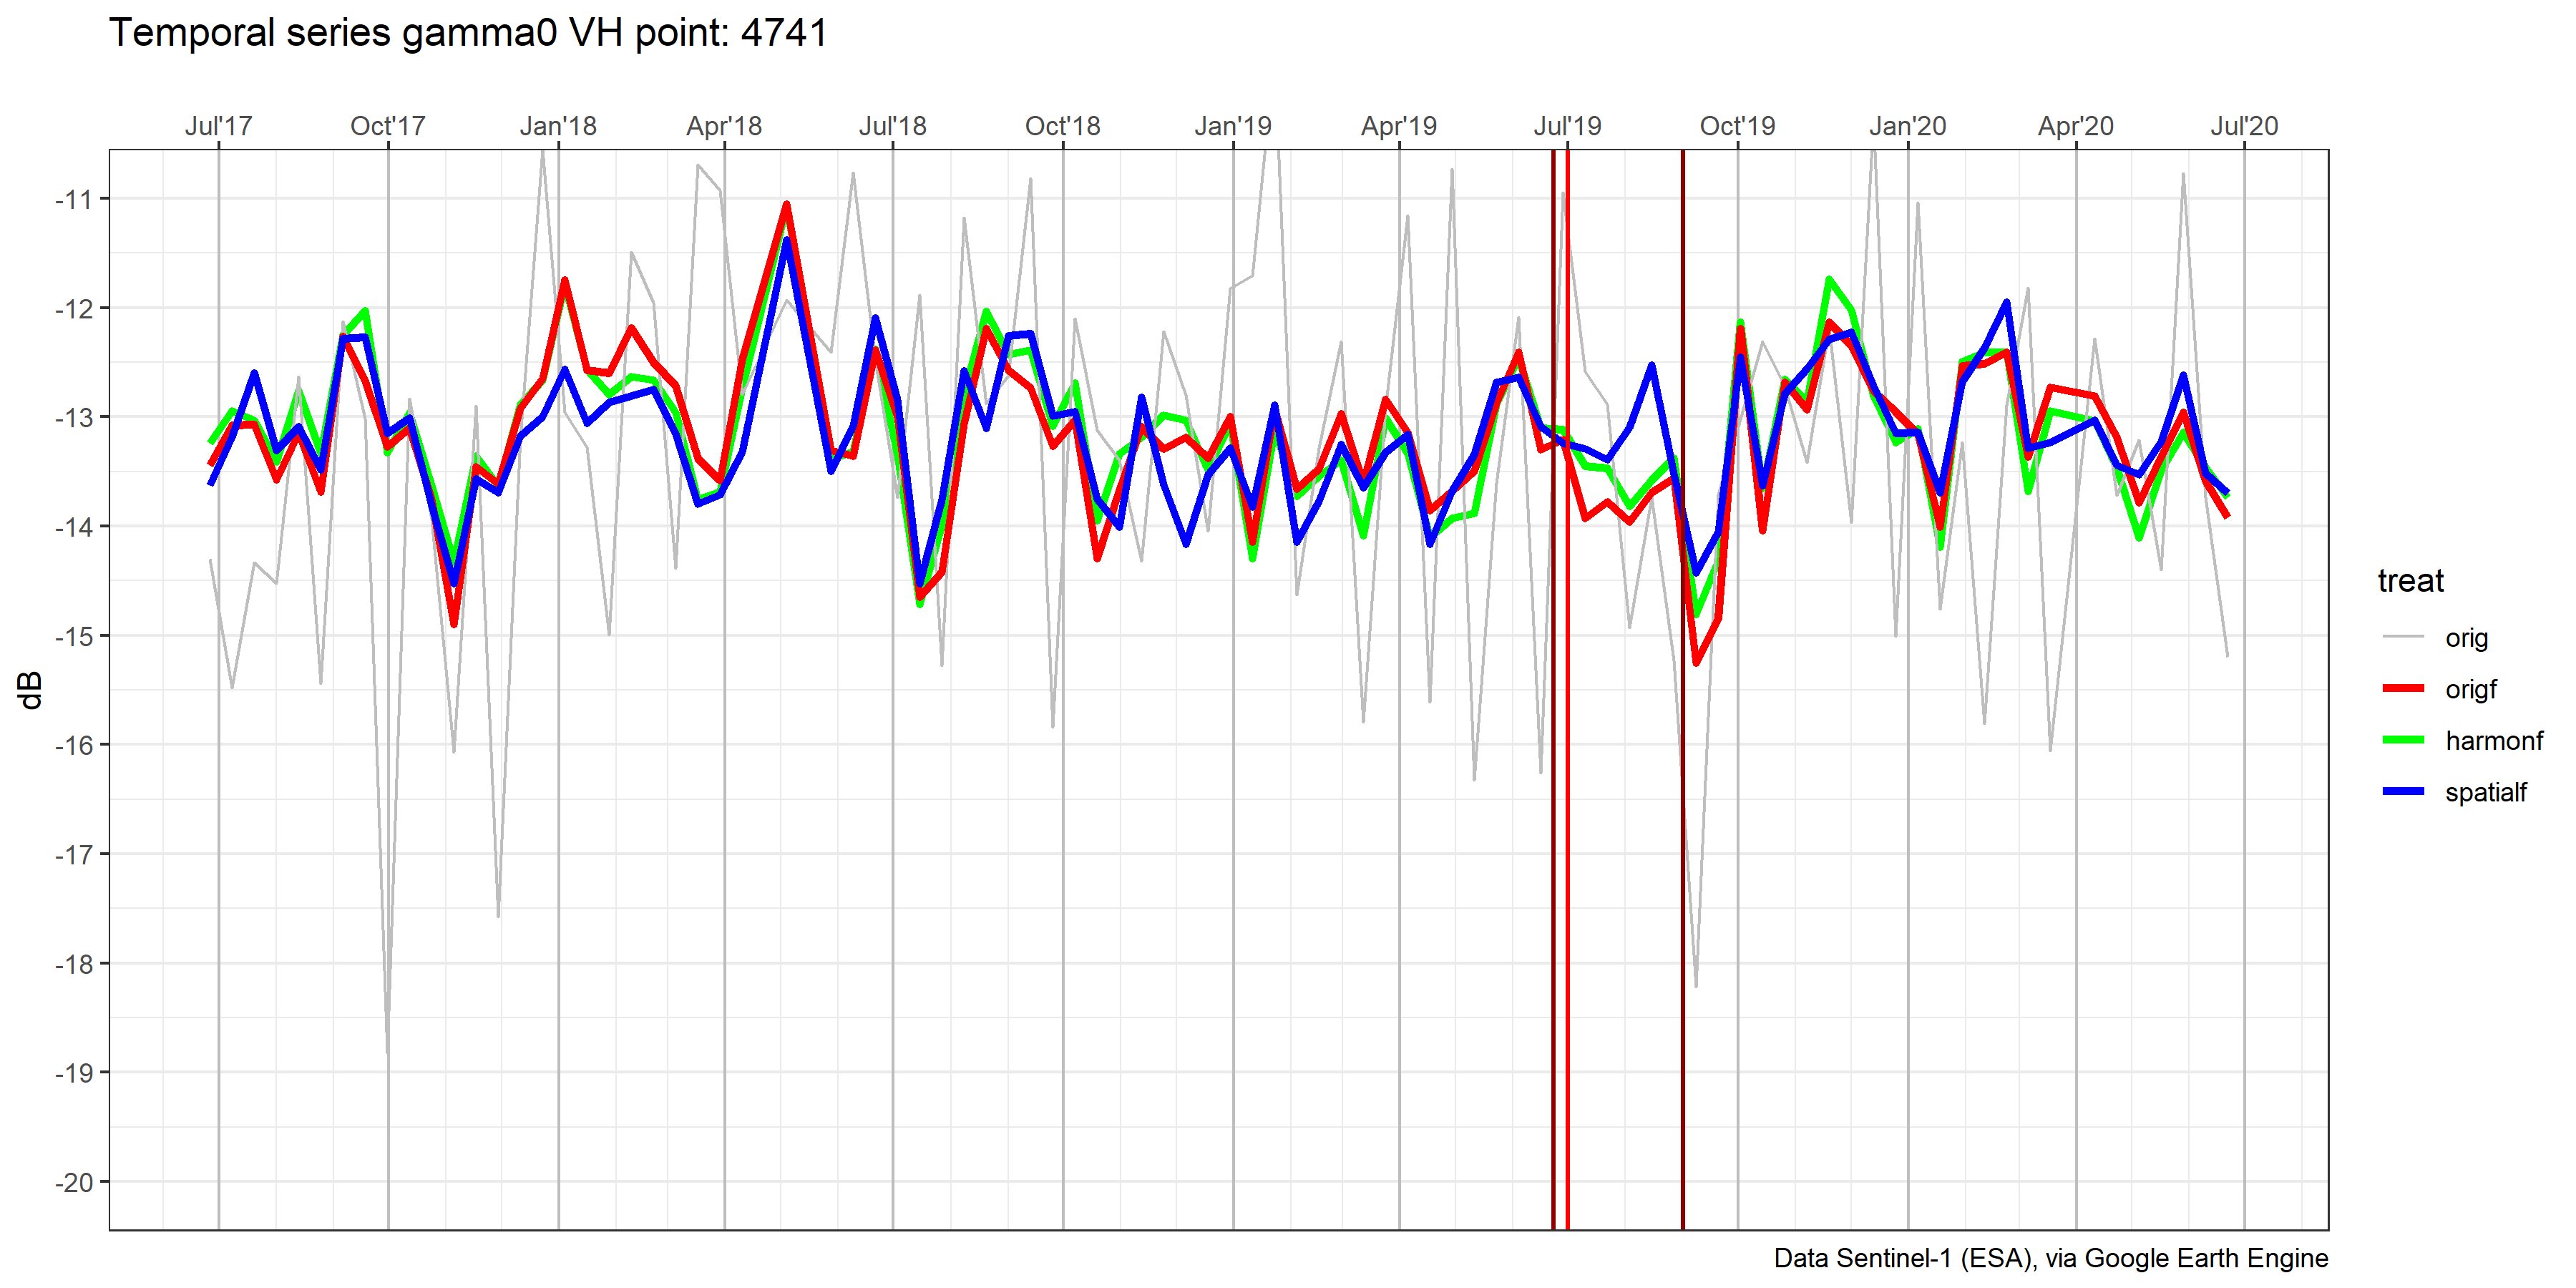 Temporal series gamma0 VH point: 4741
Jul'17 Oct'17 Jan'18 Apr'18 Jul'18 Oct'18 Jan'19 Apr'19 Jul'19 Oct'19 Jan'20 Apr'20 Jul'20
-11
-12
-13
-14
-15
-16
-17
-18
-19
-20
dB
treat
orig
origf
harmonf
spatialf
Data Sentinel-1 (ESA), via Google Earth Engine